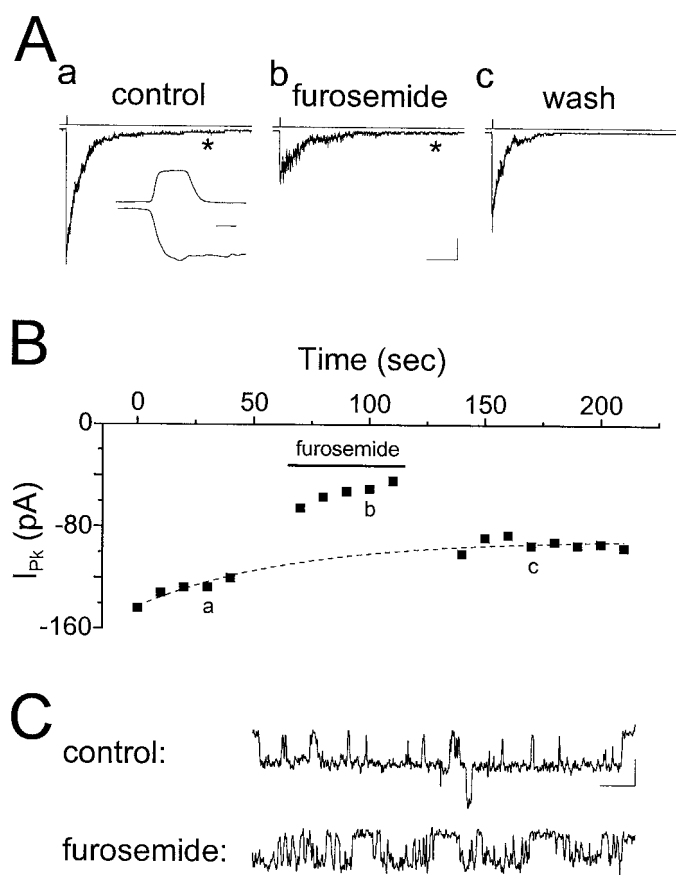 A
a b c
control furosemide wash
* *
B
Time (sec)
0 50 100 150 200
0
furosemide
b
-80
I_Pk (pA)
a c
-160
C
control:
furosemide: